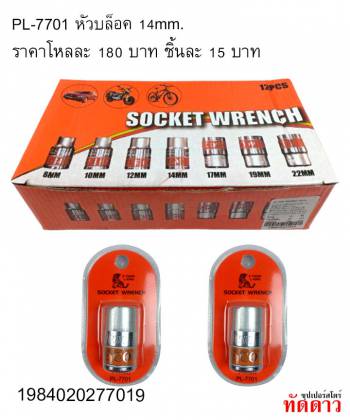 PL-7701 หัวบล็อค 14mm.
ราคาโหลละ 180 บาท ชิ้นละ 15 บาท
12PCS
SOCKET WRENCH
8MM 10MM 12MM 14MM 17MM 19MM 22MM
SOCKET WRENCH
PL-7701
SOCKET WRENCH
PL-7701
1984020277019
ซุปเปอร์สโตร์
ทัดดาว